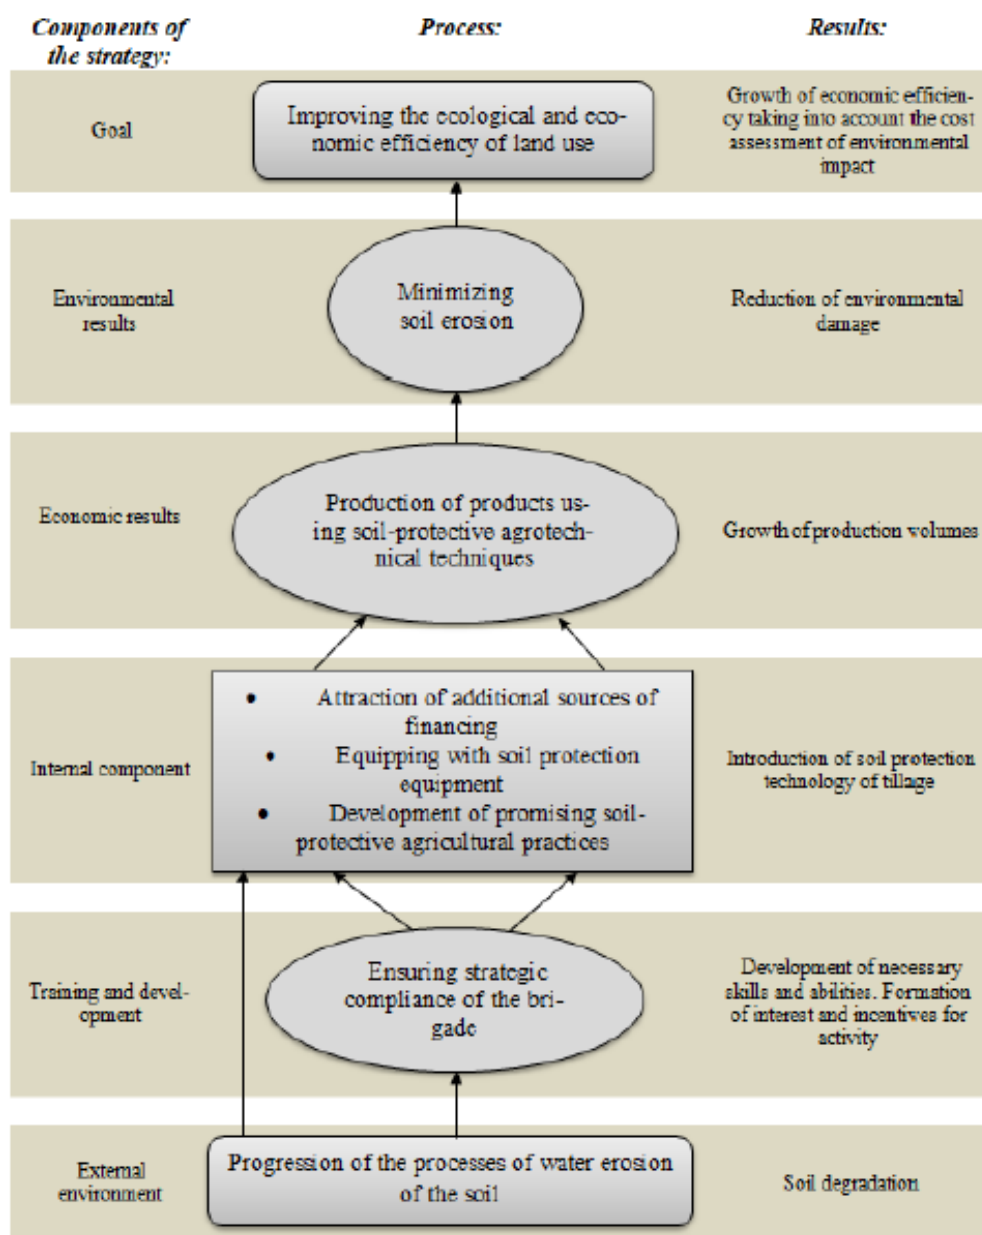 Components of
the strategy:
Process:
Results:
Goal
Improving the ecological and eco-
nomic efficiency of land use
Growth of economic efficien-
cy taking into account the cost
assessment of environmental
impact
Environmental
results
Minimizing
soil erosion
Reduction of environmental
damage
Economic results
Production of products us-
ing soil-protective agrotech-
nical techniques
Growth of production volumes
Internal component
• Attraction of additional sources of
financing
• Equipping with soil protection
equipment
• Development of promising soil-
protective agricultural practices
Introduction of soil protection
technology of tillage
Training and devel-
opment
Ensuring strategic
compliance of the bri-
gade
Development of necessary
skills and abilities. Formation
of interest and incentives for
activity
External
environment
Progression of the processes of water erosion
of the soil
Soil degradation